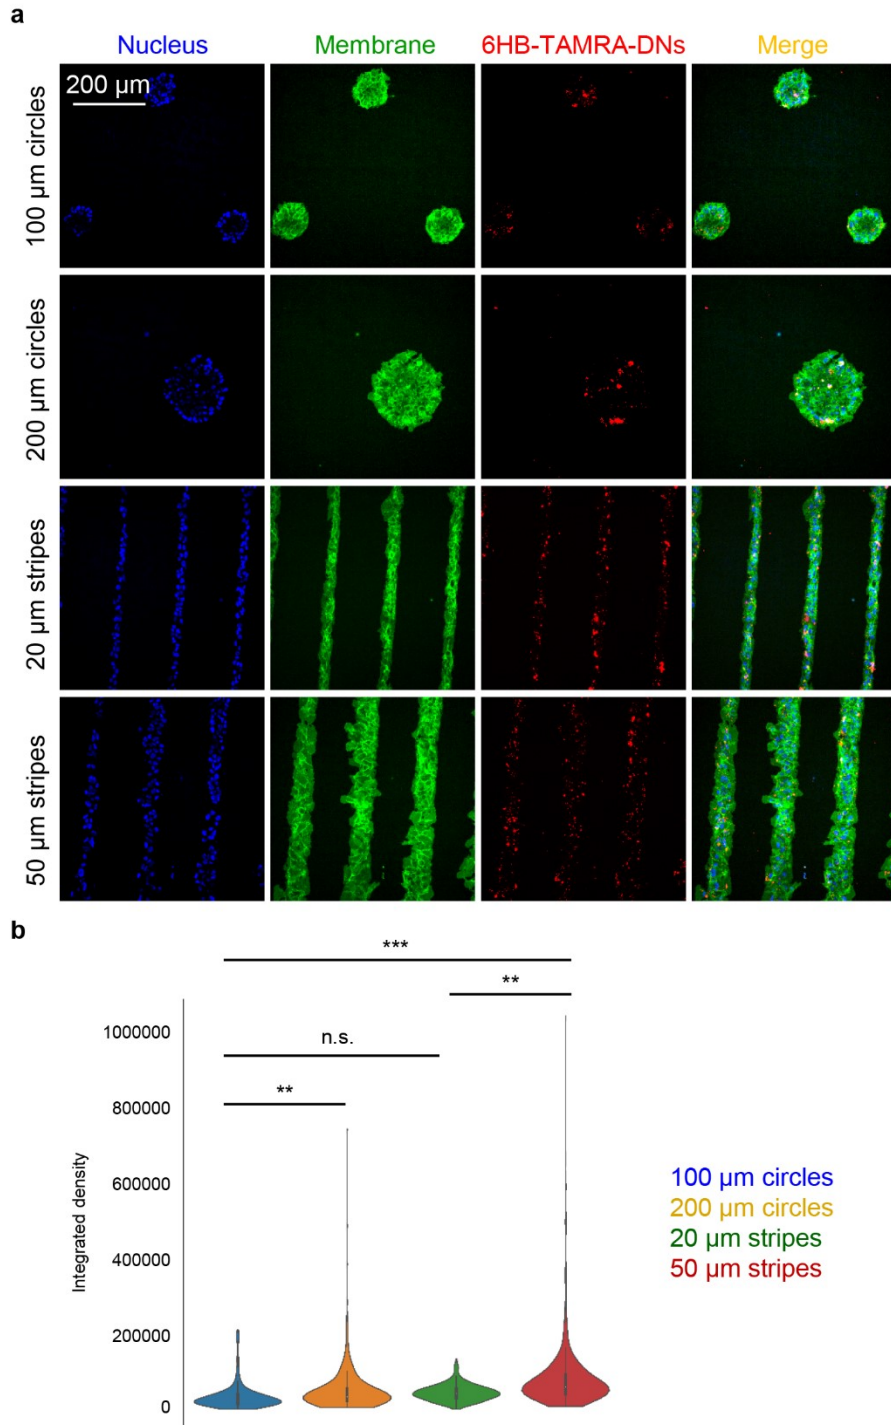 a
Nucleus Membrane 6HB-TAMRA-DNs Merge
200 µm
100 µm circles
200 µm circles
20 µm stripes
50 µm stripes
b
***
**
n.s.
**
1000000
800000
600000
400000
200000
0
Integrated density
100 µm circles
200 µm circles
20 µm stripes
50 µm stripes